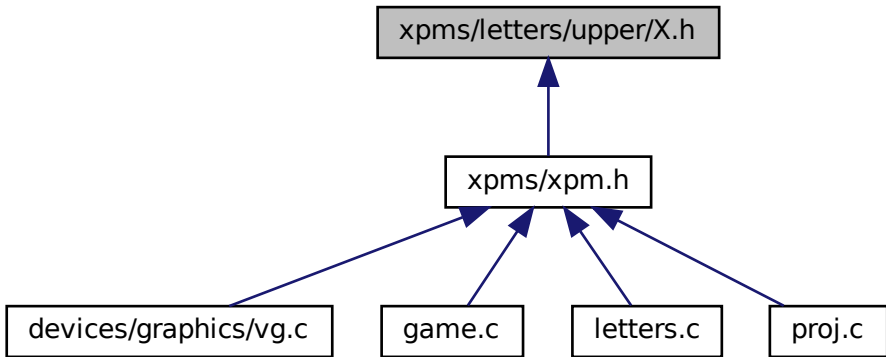 xpms/letters/upper/X.h
xpms/xpm.h
devices/graphics/vg.c
game.c
letters.c
proj.c